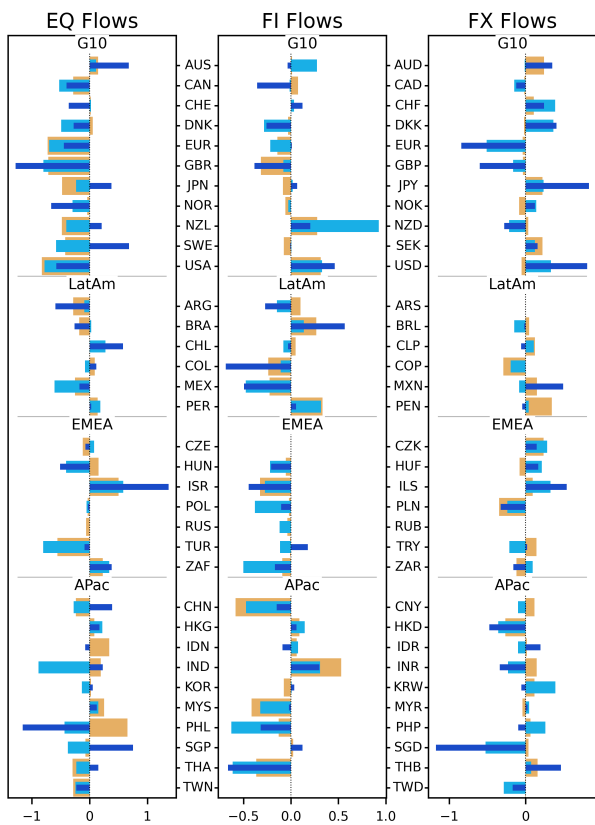 EQ Flows FI Flows FX Flows
G10 G10 G10
AUS AUD
CAN CAD
CHE CHF
DNK DKK
EUR EUR
GBR GBP
JPN JPY
NOR NOK
NZL NZD
SWE SEK
USA USD
LatAm LatAm LatAm
ARG ARS
BRA BRL
CHL CLP
COL COP
MEX MXN
PER PEN
EMEA EMEA EMEA
CZE CZK
HUN HUF
ISR ILS
POL PLN
RUS RUB
TUR TRY
ZAF ZAR
APac APac APac
CHN CNY
HKG HKD
IDN IDR
IND INR
KOR KRW
MYS MYR
PHL PHP
SGP SGD
THA THB
TWN TWD
−1 0 1 −0.5 0.0 0.5 1.0 −1 0